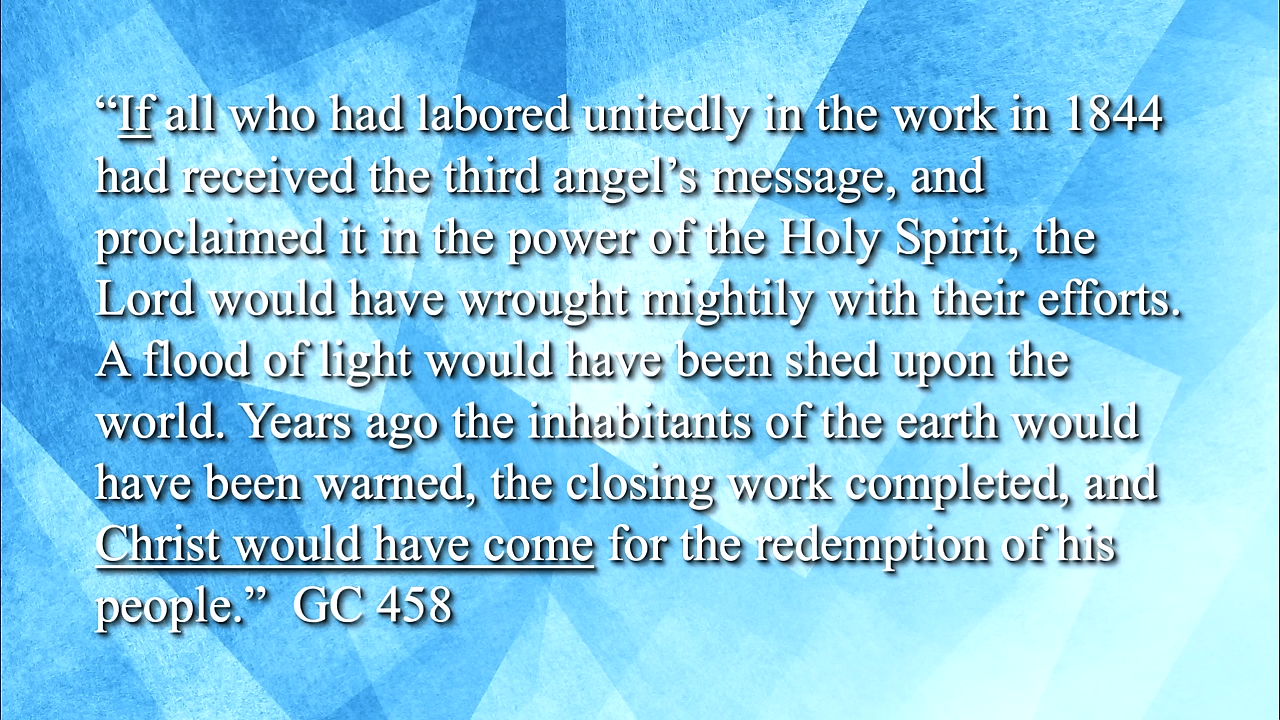 “If all who had labored unitedly in the work in 1844
had received the third angel’s message, and
proclaimed it in the power of the Holy Spirit, the
Lord would have wrought mightily with their efforts.
A flood of light would have been shed upon the
world. Years ago the inhabitants of the earth would
have been warned, the closing work completed, and
Christ would have come for the redemption of his
people.”  GC 458